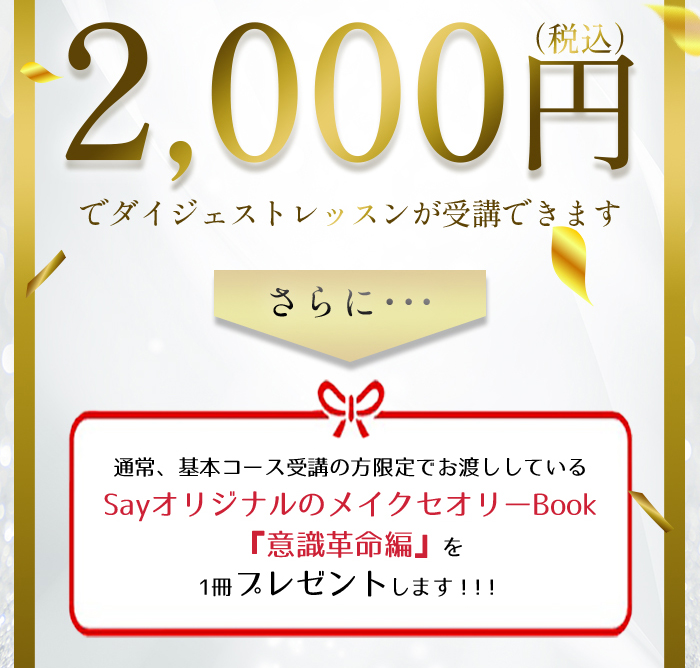 (税込)
2,000円
でダイジェストレッスンが受講できます
さらに・・・
通常、基本コース受講の方限定でお渡ししている
SayオリジナルのメイクセオリーBook
『意識革命編』を
1冊プレゼントします!!!